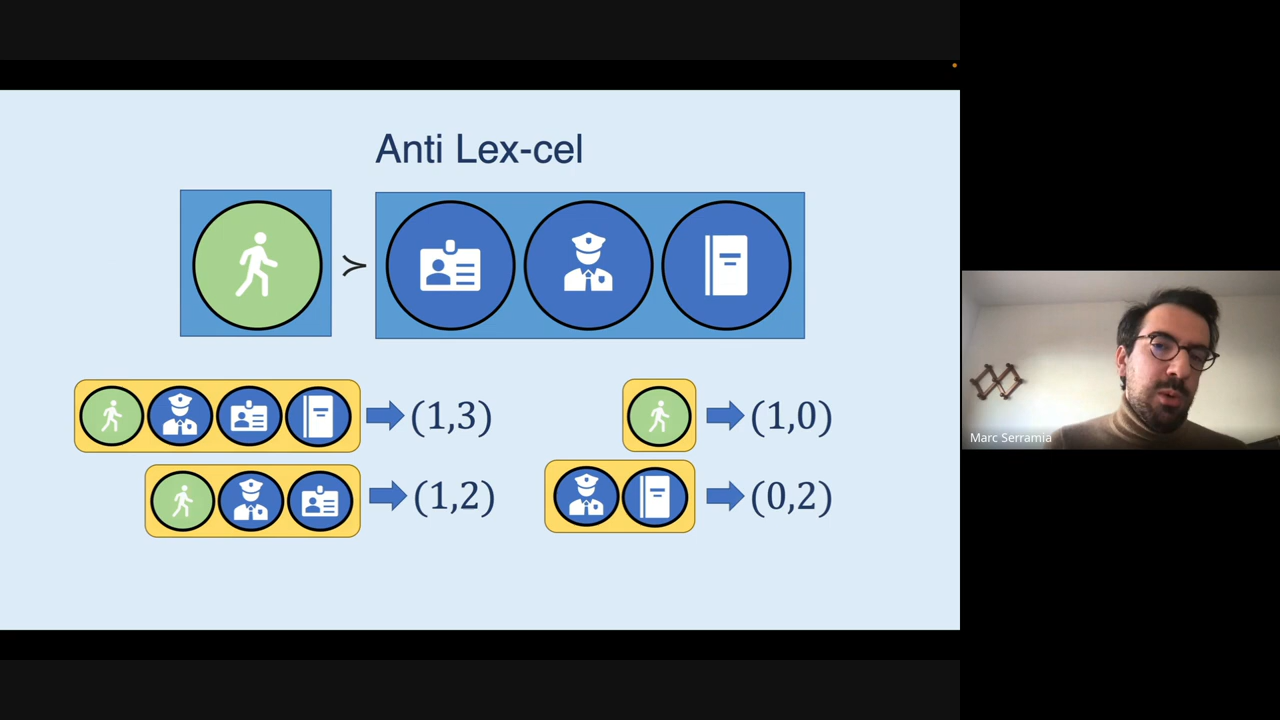 Anti Lex-cel
≻
(1,3)
(1,0)
(1,2)
(0,2)
Marc Serramia